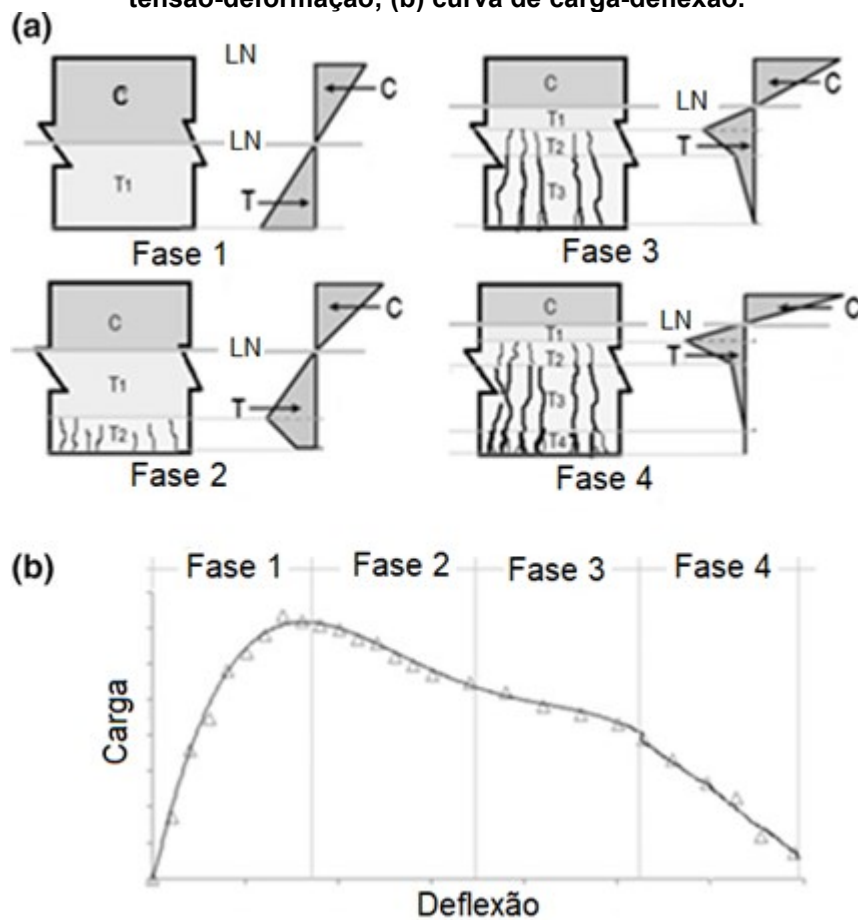 tensão-deformação; (b) curva de carga-deflexão.
(a)
LN
C
C
LN
T1
T
Fase 1
C
C
LN
T1
T2
T3
T
Fase 3
C
C
LN
T1
T2
T
Fase 2
C
C
LN
T1
T2
T3
T4
T
Fase 4
(b)
Fase 1
Fase 2
Fase 3
Fase 4
Carga
Deflexão